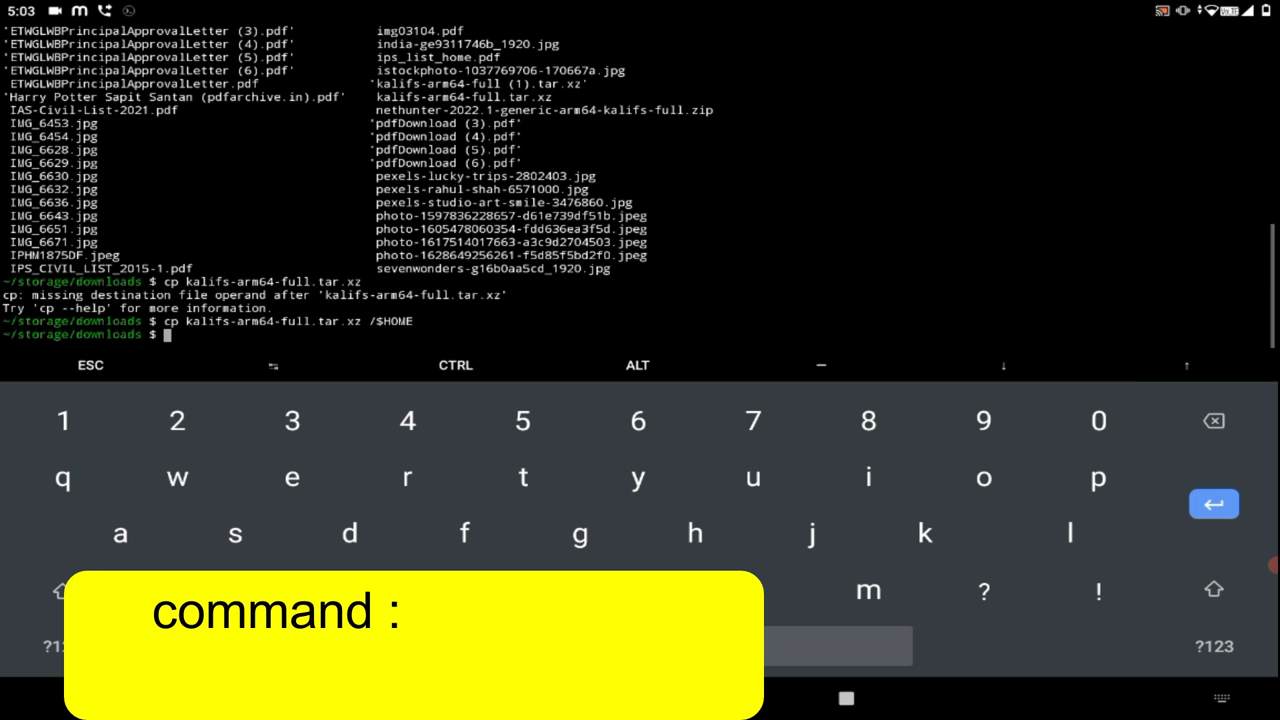 5:03
'ETWGLWBPrincipalApprovalLetter (3).pdf' img03104.pdf
'ETWGLWBPrincipalApprovalLetter (4).pdf' india-ge9311746b_1920.jpg
'ETWGLWBPrincipalApprovalLetter (5).pdf' ips_list_home.pdf
'ETWGLWBPrincipalApprovalLetter (6).pdf' istockphoto-1037769706-170667a.jpg
ETWGLWBPrincipalApprovalLetter.pdf 'kalifs-arm64-full (1).tar.xz'
'Harry Potter Sapit Santan (pdfarchive.in).pdf' kalifs-arm64-full.tar.xz
IAS-Civil-List-2021.pdf nethunter-2022.1-generic-arm64-kalifs-full.zip
IMG_6453.jpg 'pdfDownload (3).pdf'
IMG_6454.jpg 'pdfDownload (4).pdf'
IMG_6628.jpg 'pdfDownload (5).pdf'
IMG_6629.jpg 'pdfDownload (6).pdf'
IMG_6630.jpg pexels-lucky-trips-2802403.jpg
IMG_6632.jpg pexels-rahul-shah-6571000.jpg
IMG_6636.jpg pexels-studio-art-smile-3476860.jpg
IMG_6643.jpg photo-1597836228657-d61e739df51b.jpeg
IMG_6651.jpg photo-1605478060354-fdd636ea3f5d.jpeg
IMG_6671.jpg photo-1617514017663-a3c9d2704503.jpeg
IPHM1875DF.jpeg photo-1628649256261-f5d85f5bd2f0.jpeg
IPS_CIVIL_LIST_2015-1.pdf sevenwonders-g16b0aa5cd_1920.jpg
~/storage/downloads $ cp kalifs-arm64-full.tar.xz
cp: missing destination file operand after 'kalifs-arm64-full.tar.xz'
Try 'cp --help' for more information.
~/storage/downloads $ cp kalifs-arm64-full.tar.xz /$HOME
~/storage/downloads $
ESC CTRL ALT – ↓ ↑
1 2 3 4 5 6 7 8 9 0
q w e r t y u i o p
a s d f g h j k l
m ? !
command :
?123